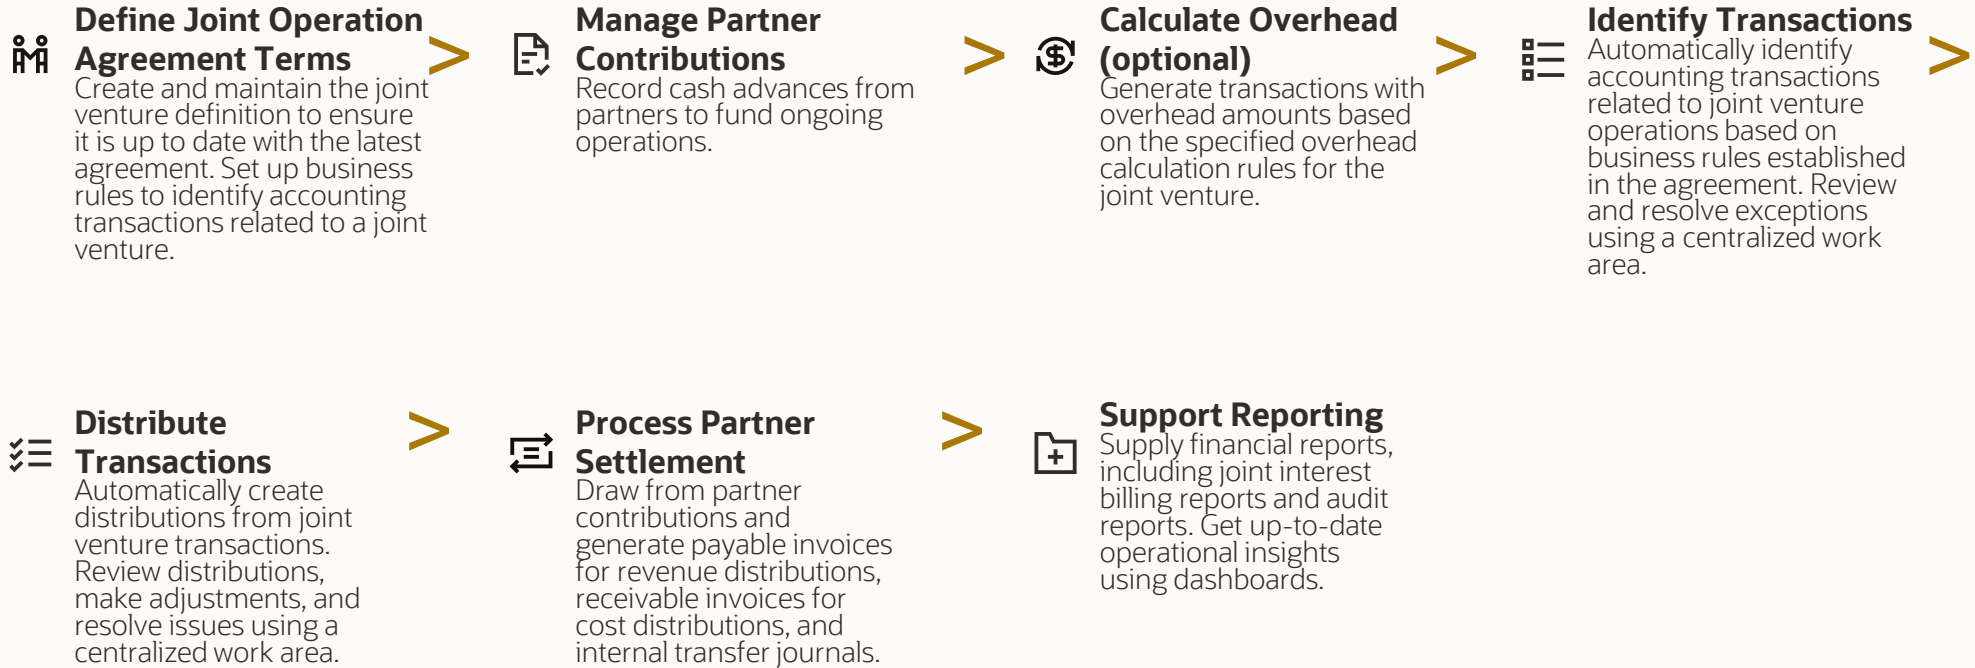 Define Joint Operation
Agreement Terms
Create and maintain the joint
venture definition to ensure
it is up to date with the latest
agreement. Set up business
rules to identify accounting
transactions related to a joint
venture.
>
Manage Partner
Contributions
Record cash advances from
partners to fund ongoing
operations.
>
Calculate Overhead
(optional)
Generate transactions with
overhead amounts based
on the specified overhead
calculation rules for the
joint venture.
>
Identify Transactions
Automatically identify
accounting transactions
related to joint venture
operations based on
business rules established
in the agreement. Review
and resolve exceptions
using a centralized work
area.
>
Distribute
Transactions
Automatically create
distributions from joint
venture transactions.
Review distributions,
make adjustments, and
resolve issues using a
centralized work area.
>
Process Partner
Settlement
Draw from partner
contributions and
generate payable invoices
for revenue distributions,
receivable invoices for
cost distributions, and
internal transfer journals.
>
Support Reporting
Supply financial reports,
including joint interest
billing reports and audit
reports. Get up-to-date
operational insights
using dashboards.